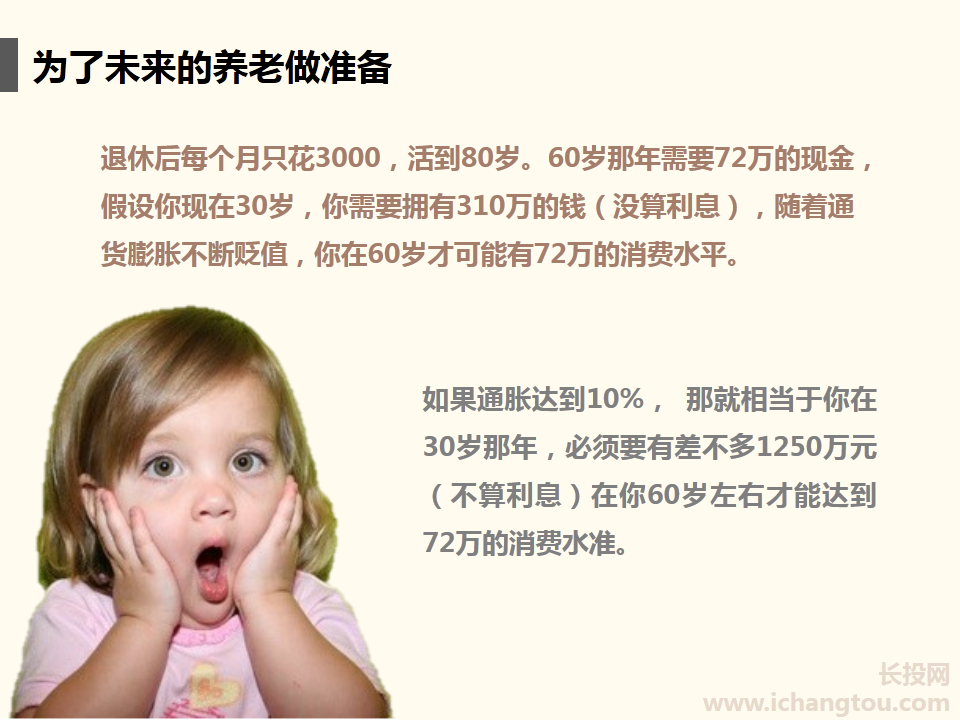 为了未来的养老做准备
退休后每个月只花3000，活到80岁。60岁那年需要72万的现金，
假设你现在30岁，你需要拥有310万的钱（没算利息），随着通
货膨胀不断贬值，你在60岁才可能有72万的消费水平。
如果通胀达到10%， 那就相当于你在
30岁那年，必须要有差不多1250万元
（不算利息）在你60岁左右才能达到
72万的消费水准。
长投网
www.ichangtou.com